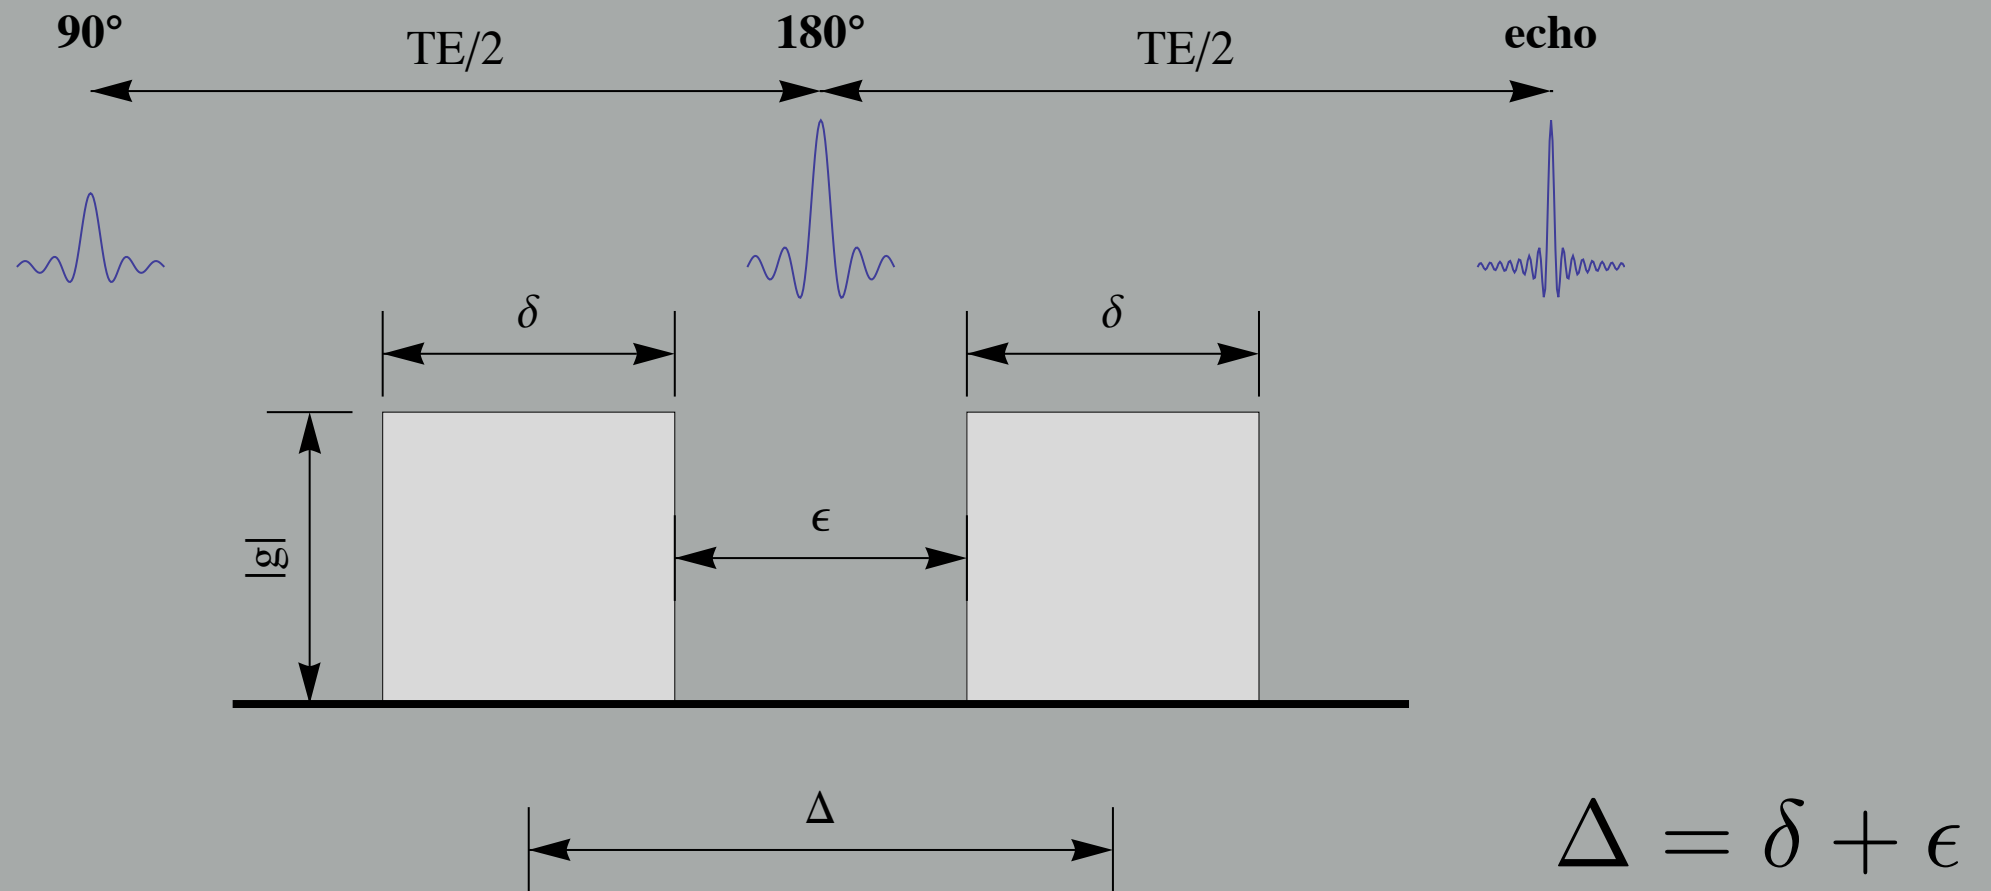 90° 180° echo
TE/2 TE/2
δ δ
ϵ
|g|
Δ
Δ = δ + ϵ